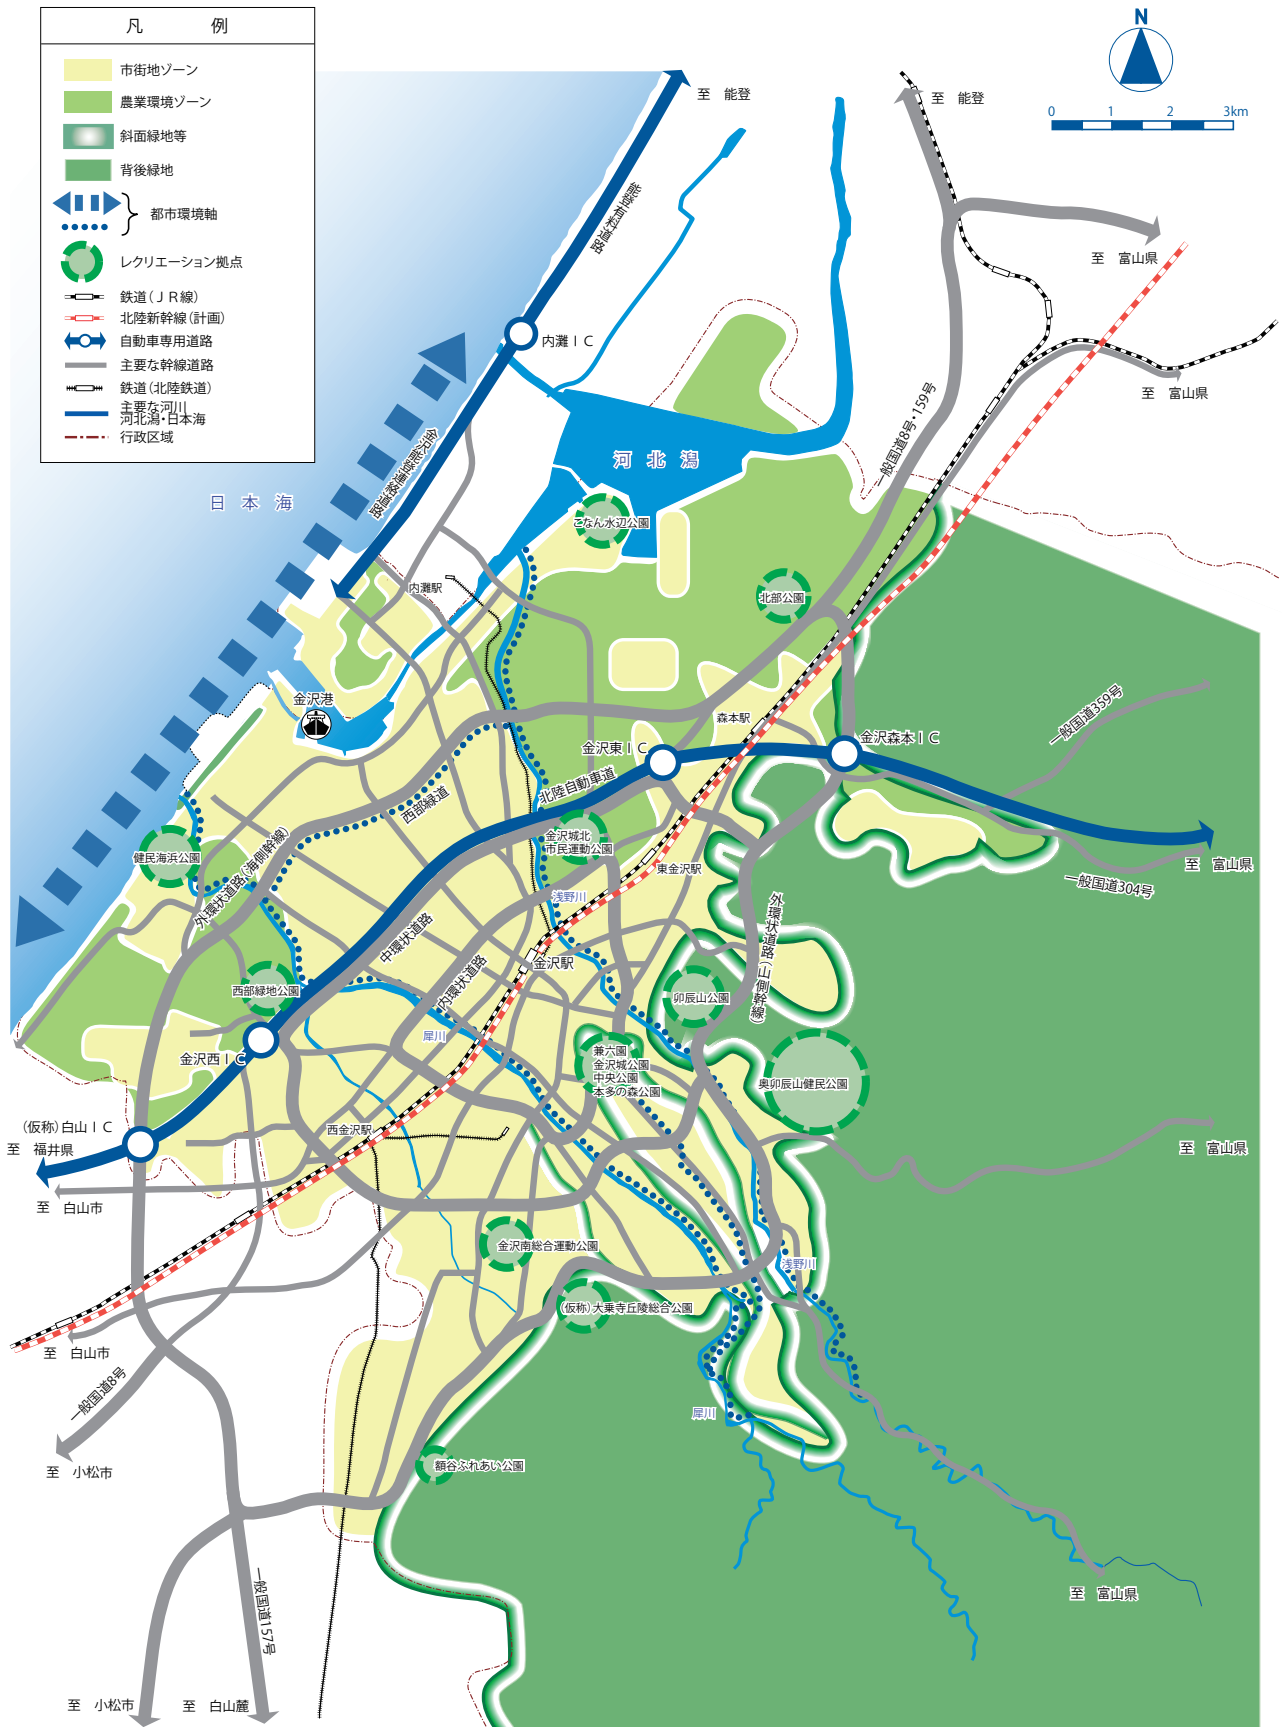 凡　例
市街地ゾーン
農業環境ゾーン
斜面緑地等
背後緑地
都市環境軸
レクリエーション拠点
鉄道（ＪＲ線）
北陸新幹線（計画）
自動車専用道路
主要な幹線道路
鉄道（北陸鉄道）
主要な河川
河北潟・日本海
行政区域
N
0 1 2 3km
至　能登
至　能登
能登有料道路
至　富山県
内灘ＩＣ
至　富山県
一般国道8号・159号
金沢能登連絡道路
河北潟
日本海
こなん水辺公園
内灘駅
北部公園
金沢港
森本駅
一般国道359号
金沢東ＩＣ
金沢森本ＩＣ
北陸自動車道
西部緑道
金沢城北
市民運動公園
健民海浜公園
東金沢駅
至　富山県
一般国道304号
外環状道路（海側幹線）
浅野川
中環状道路
外環状道路（山側幹線）
金沢駅
内環状道路
西部緑地公園
卯辰山公園
犀川
金沢西ＩＣ
兼六園
金沢城公園
中央公園
本多の森公園
奥卯辰山健民公園
（仮称）白山ＩＣ
西金沢駅
至　福井県
至　富山県
至　白山市
金沢南総合運動公園
浅野川
（仮称）大乗寺丘陵総合公園
至　白山市
一般国道8号
犀川
至　小松市
額谷ふれあい公園
一般国道157号
至　富山県
至　小松市
至　白山麓